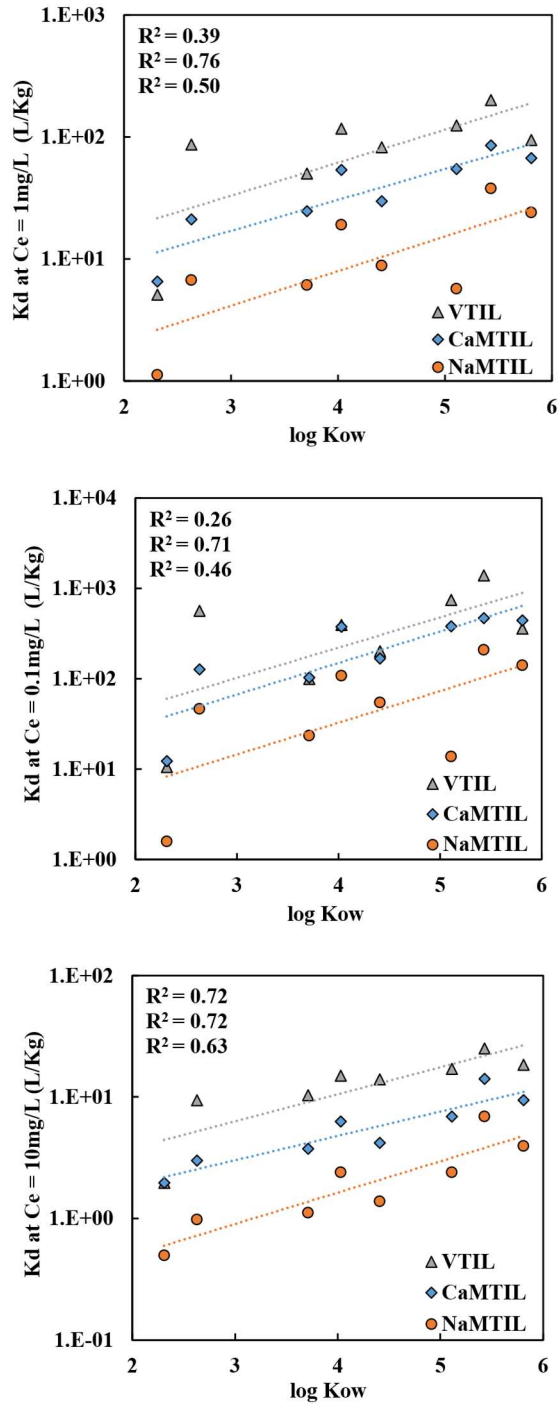 1.E+03
R² = 0.39
R² = 0.76
R² = 0.50
1.E+02
Kd at Ce = 1mg/L (L/Kg)
1.E+01
VTIL
CaMTIL
NaMTIL
1.E+00
2 3 4 5 6
log Kow
1.E+04
R² = 0.26
R² = 0.71
R² = 0.46
1.E+03
Kd at Ce = 0.1mg/L (L/Kg)
1.E+02
1.E+01
VTIL
CaMTIL
NaMTIL
1.E+00
2 3 4 5 6
log Kow
1.E+02
R² = 0.72
R² = 0.72
R² = 0.63
1.E+01
Kd at Ce = 10mg/L (L/Kg)
1.E+00
VTIL
CaMTIL
NaMTIL
1.E-01
2 3 4 5 6
log Kow